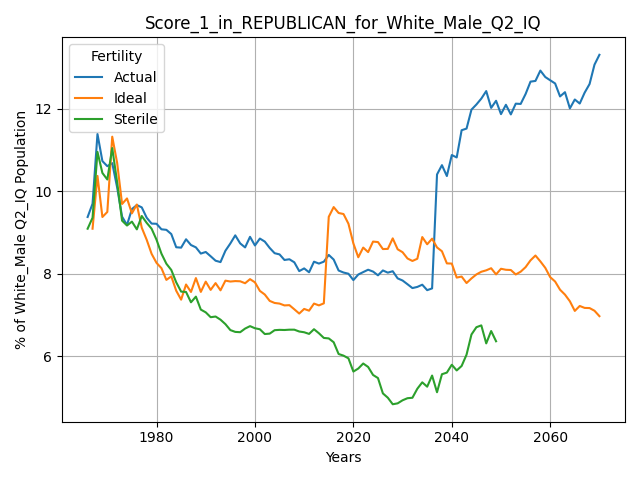 Score_1_in_REPUBLICAN_for_White_Male_Q2_IQ
Fertility
Actual
Ideal
Sterile
% of White_Male Q2_IQ Population
12
10
8
6
1980
2000
2020
2040
2060
Years